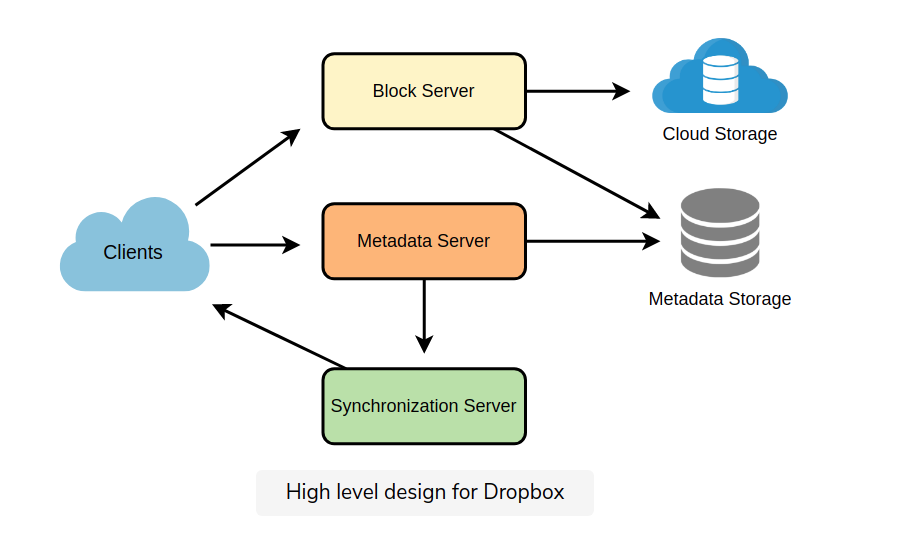 Block Server
Cloud Storage
Clients
Metadata Server
Metadata Storage
Synchronization Server
High level design for Dropbox